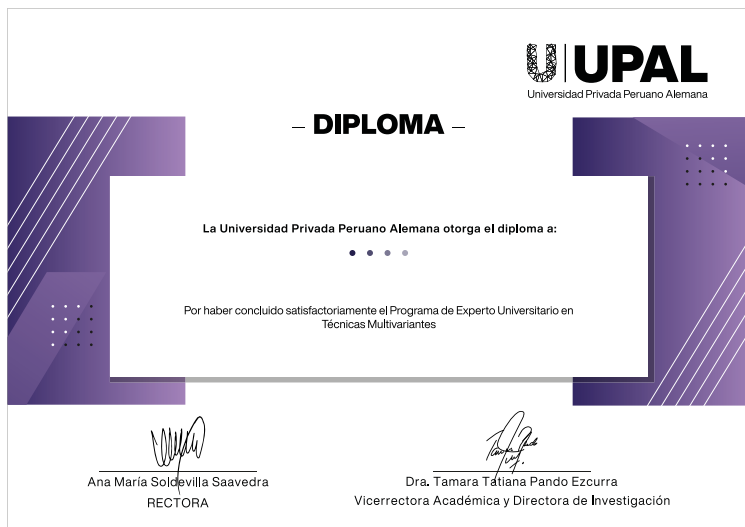 UPAL
Universidad Privada Peruano Alemana
– DIPLOMA –
La Universidad Privada Peruano Alemana otorga el diploma a:
Por haber concluido satisfactoriamente el Programa de Experto Universitario en
Técnicas Multivariantes
Ana María Soldevilla Saavedra
RECTORA
Dra. Tamara Tatiana Pando Ezcurra
Vicerrectora Académica y Directora de Investigación